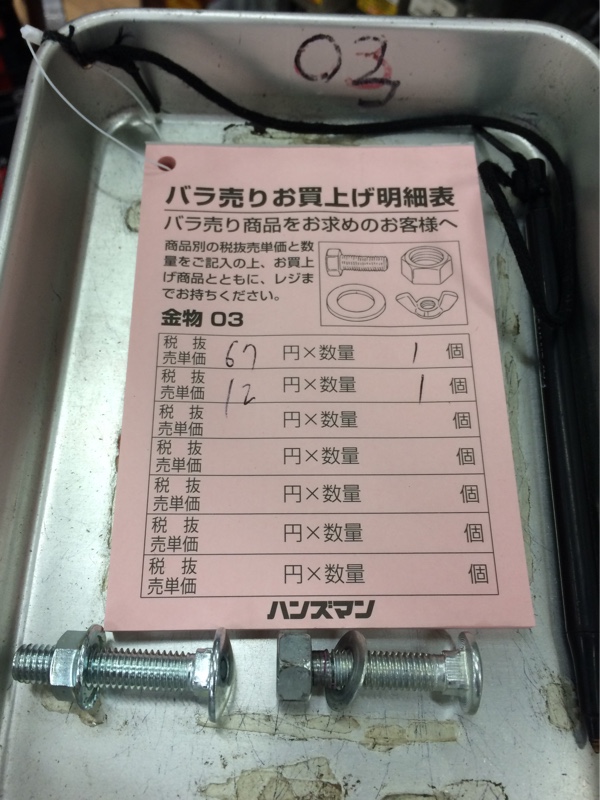 03
バラ売りお買上げ明細表
バラ売り商品をお求めのお客様へ
商品別の税抜売単価と数
量をご記入の上、お買上
げ商品とともに、レジま
でお持ちください。
金物 03
税 抜
売単価 67 円×数量 1 個
税 抜
売単価 12 円×数量 1 個
税 抜
売単価 円×数量 個
税 抜
売単価 円×数量 個
税 抜
売単価 円×数量 個
税 抜
売単価 円×数量 個
税 抜
売単価 円×数量 個
ハンズマン